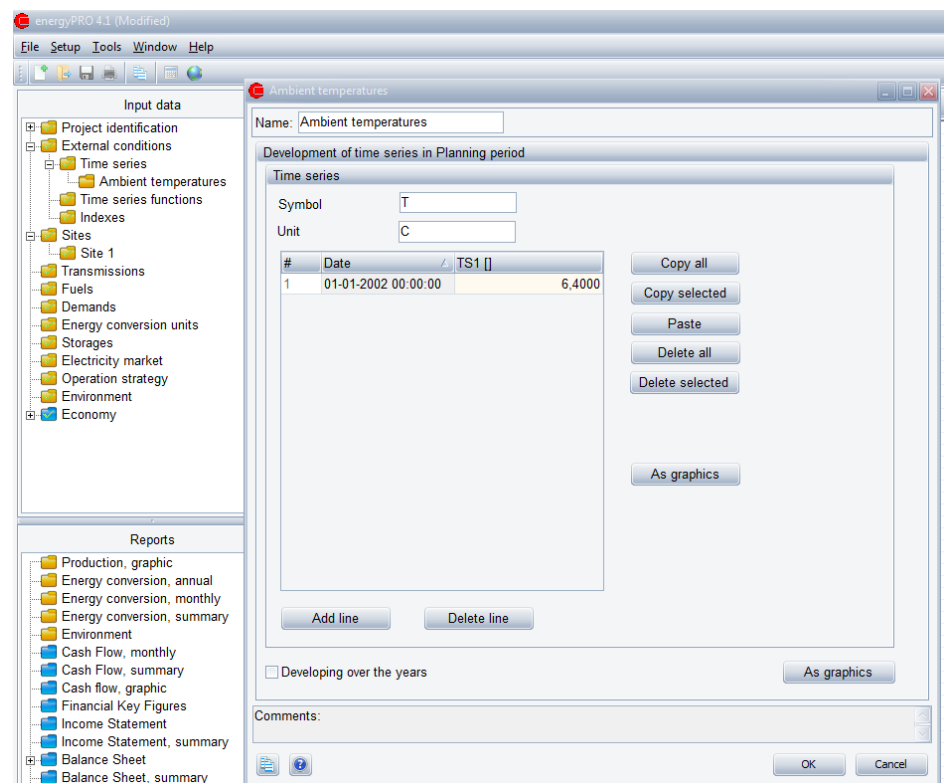 energyPRO 4.1 (Modified)
File Setup Tools Window Help
Input data
Project identification
External conditions
Time series
Ambient temperatures
Time series functions
Indexes
Sites
Site 1
Transmissions
Fuels
Demands
Energy conversion units
Storages
Electricity market
Operation strategy
Environment
Economy
Reports
Production, graphic
Energy conversion, annual
Energy conversion, monthly
Energy conversion, summary
Environment
Cash Flow, monthly
Cash Flow, summary
Cash flow, graphic
Financial Key Figures
Income Statement
Income Statement, summary
Balance Sheet
Balance Sheet, summary
Ambient temperatures
Name: Ambient temperatures
Development of time series in Planning period
Time series
Symbol T
Unit C
# Date TS1 []
1 01-01-2002 00:00:00 6,4000
Copy all
Copy selected
Paste
Delete all
Delete selected
As graphics
Add line Delete line
Developing over the years As graphics
Comments:
OK Cancel